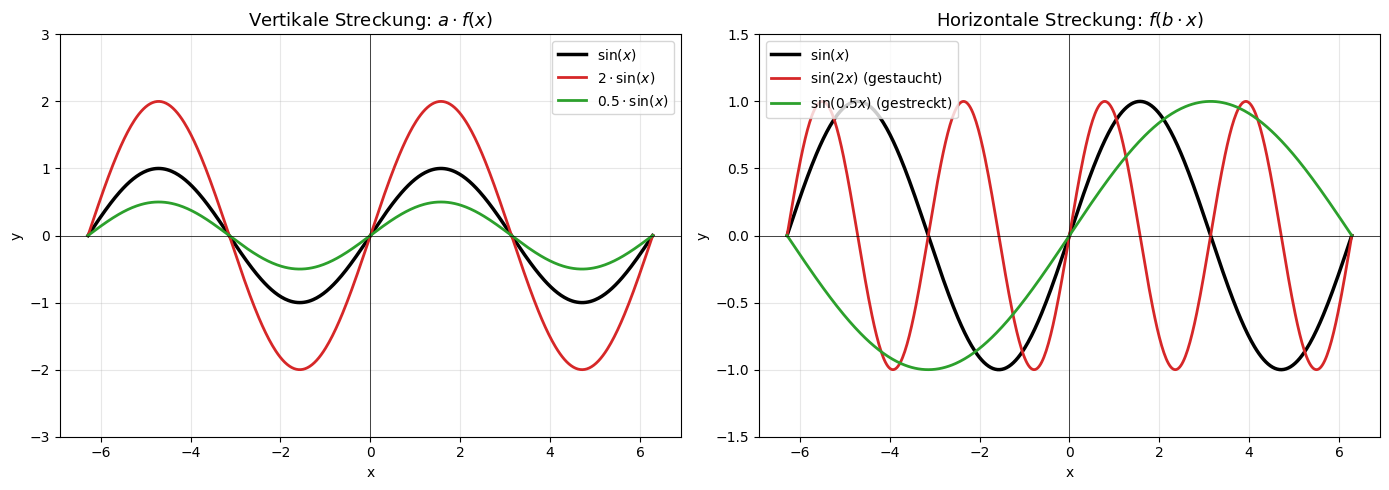 Vertikale Streckung: a · f(x)
3
2
1
0
−1
−2
−3
y
−6
−4
−2
0
2
4
6
x
sin(x)
2 · sin(x)
0.5 · sin(x)
Horizontale Streckung: f(b · x)
1.5
1.0
0.5
0.0
−0.5
−1.0
−1.5
y
−6
−4
−2
0
2
4
6
x
sin(x)
sin(2x) (gestaucht)
sin(0.5x) (gestreckt)